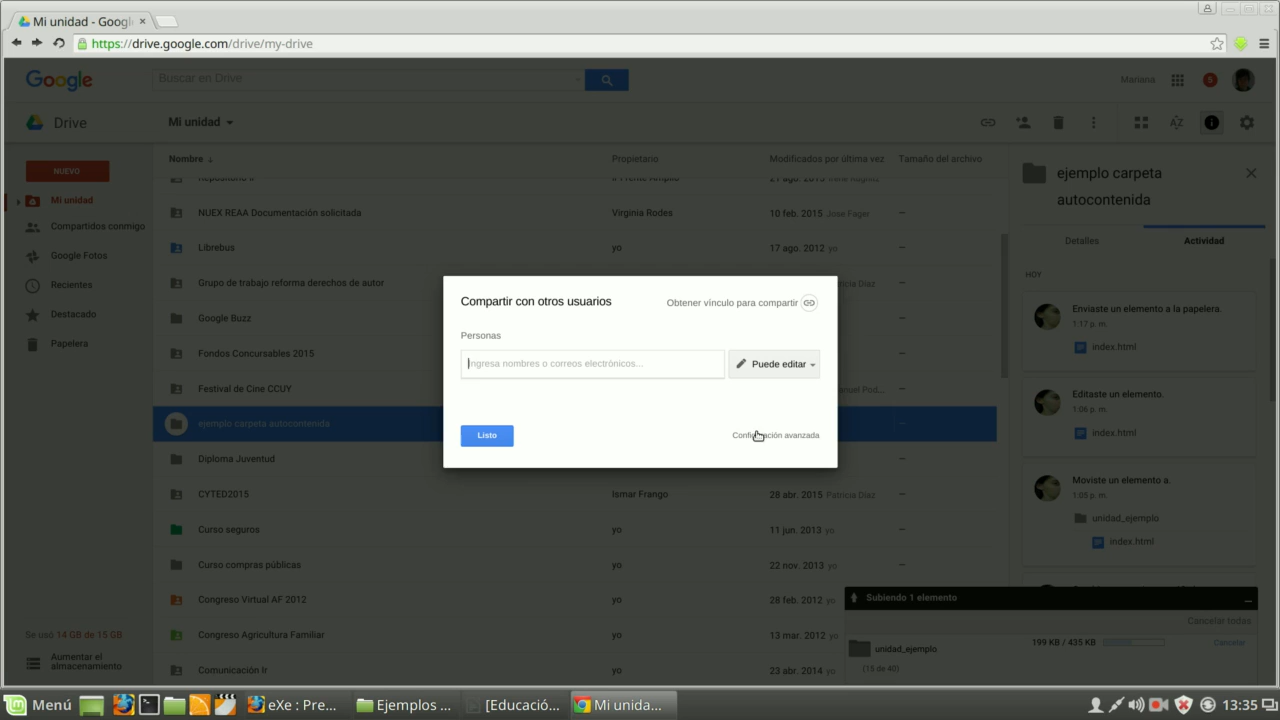 Mi unidad - Googl
https://drive.google.com/drive/my-drive
Google
Buscar en Drive
Mariana
5
Drive
Mi unidad
NUEVO
Mi unidad
Compartidos conmigo
Google Fotos
Recientes
Destacado
Papelera
Se usó 14 GB de 15 GB
Aumentar el
almacenamiento
Nombre
Propietario
Modificados por última vez
Tamaño del archivo
NUEX REAA Documentación solicitada
Virginia Rodes
10 feb. 2015 Jose Fager
—
Librebus
yo
17 ago. 2012 yo
—
Grupo de trabajo reforma derechos de autor
—
Google Buzz
—
Fondos Concursables 2015
—
Festival de Cine CCUY
—
ejemplo carpeta autocontenida
—
Diploma Juventud
—
CYTED2015
Ismar Frango
28 abr. 2015 Patricia Díaz
—
Curso seguros
yo
11 jun. 2013 yo
—
Curso compras públicas
yo
22 nov. 2013 yo
—
Congreso Virtual AF 2012
yo
28 feb. 2012 yo
Congreso Agricultura Familiar
yo
13 mar. 2012 yo
Comunicación Ir
yo
23 abr. 2014 yo
Compartir con otros usuarios
Obtener vínculo para compartir
Personas
Ingresa nombres o correos electrónicos...
Puede editar
Listo
Configuración avanzada
ejemplo carpeta
autocontenida
Detalles
Actividad
HOY
Enviaste un elemento a la papelera.
1:17 p. m.
index.html
Editaste un elemento.
1:06 p. m.
index.html
Moviste un elemento a.
1:05 p. m.
unidad_ejemplo
index.html
Subiendo 1 elemento
Cancelar todas
unidad_ejemplo
(15 de 40)
199 KB / 435 KB
Cancelar
Menú
eXe : Pre...
Ejemplos ...
[Educació...
Mi unida...
13:35